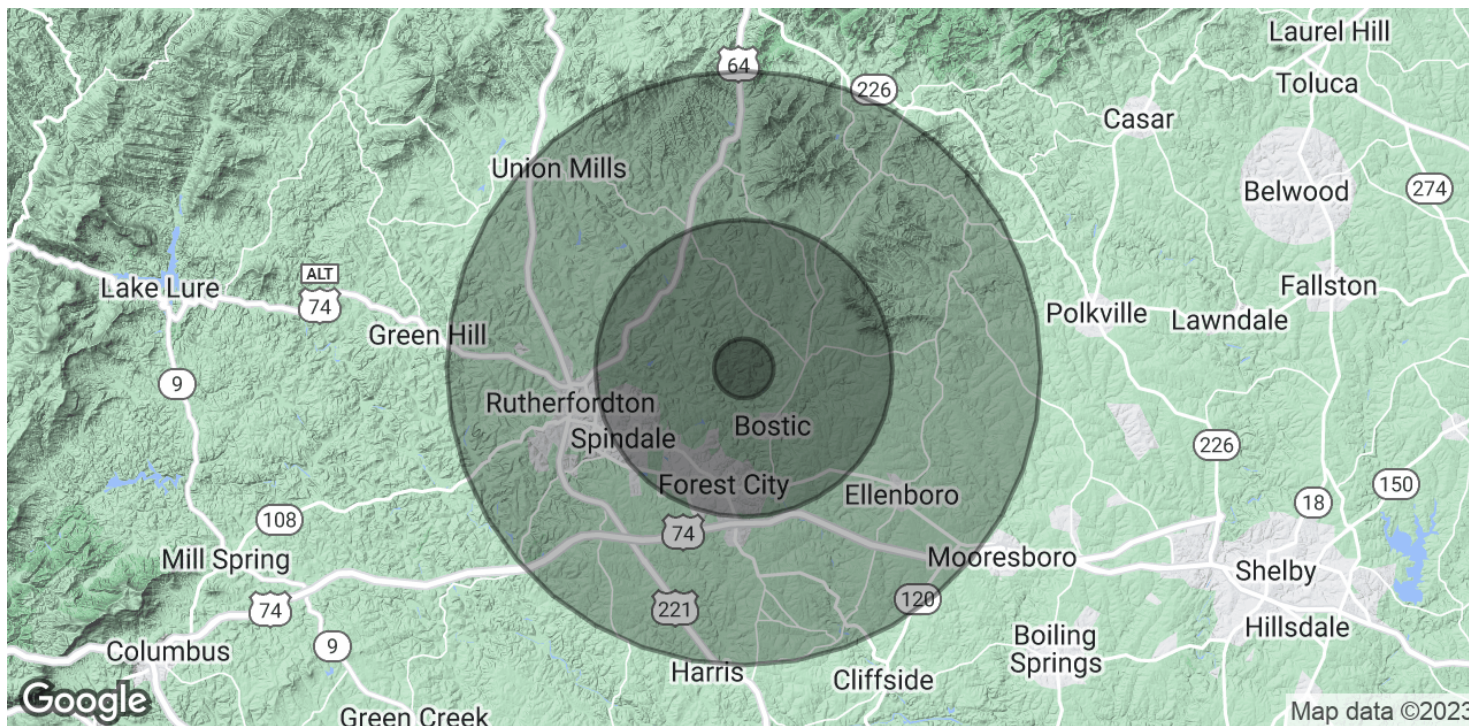 Laurel Hill
64
Toluca
226
Casar
Union Mills
274
Belwood
ALT
74
Lake Lure
Fallston
Polkville
Lawndale
Green Hill
9
Rutherfordton
Bostic
Spindale
226
Forest City
Ellenboro
150
18
108
74
Mill Spring
Mooresboro
Shelby
120
74
221
Hillsdale
9
Boiling
Springs
Columbus
Harris
Cliffside
Google
Green Creek
Map data ©2023